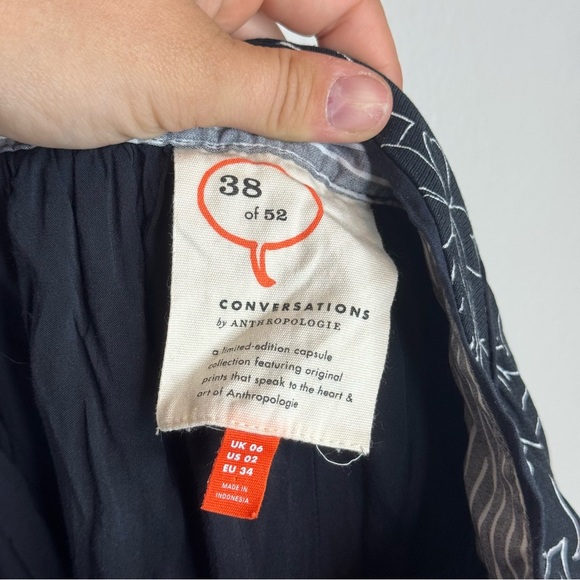 38
of 52
CONVERSATIONS
by ANTHROPOLOGIE
a limited-edition capsule
collection featuring original
prints that speak to the heart &
art of Anthropologie
UK 06
US 02
EU 34
MADE IN
INDONESIA